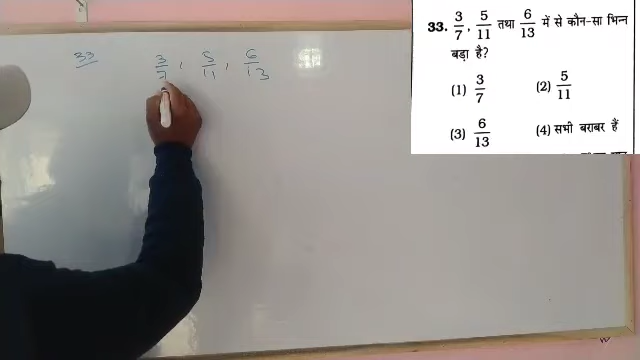 33
3/7, 5/11, 6/13
33. 3/7, 5/11 तथा 6/13 में से कौन-सा भिन्न
बड़ा है?
(1) 3/7 (2) 5/11
(3) 6/13 (4) सभी बराबर हैं